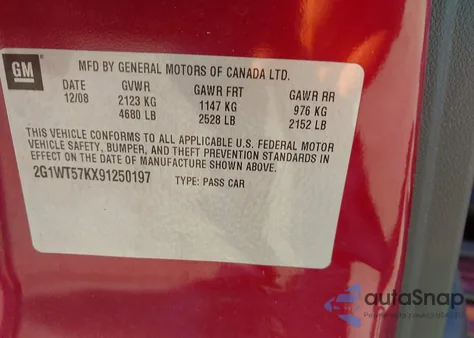 GM
MFD BY GENERAL MOTORS OF CANADA LTD.
DATE GVWR GAWR FRT GAWR RR
12/08 2123 KG 1147 KG 976 KG
4680 LB 2528 LB 2152 LB
THIS VEHICLE CONFORMS TO ALL APPLICABLE U.S. FEDERAL MOTOR
VEHICLE SAFETY, BUMPER, AND THEFT PREVENTION STANDARDS IN
EFFECT ON THE DATE OF MANUFACTURE SHOWN ABOVE.
2G1WT57KX91250197 TYPE: PASS CAR
autoSnap